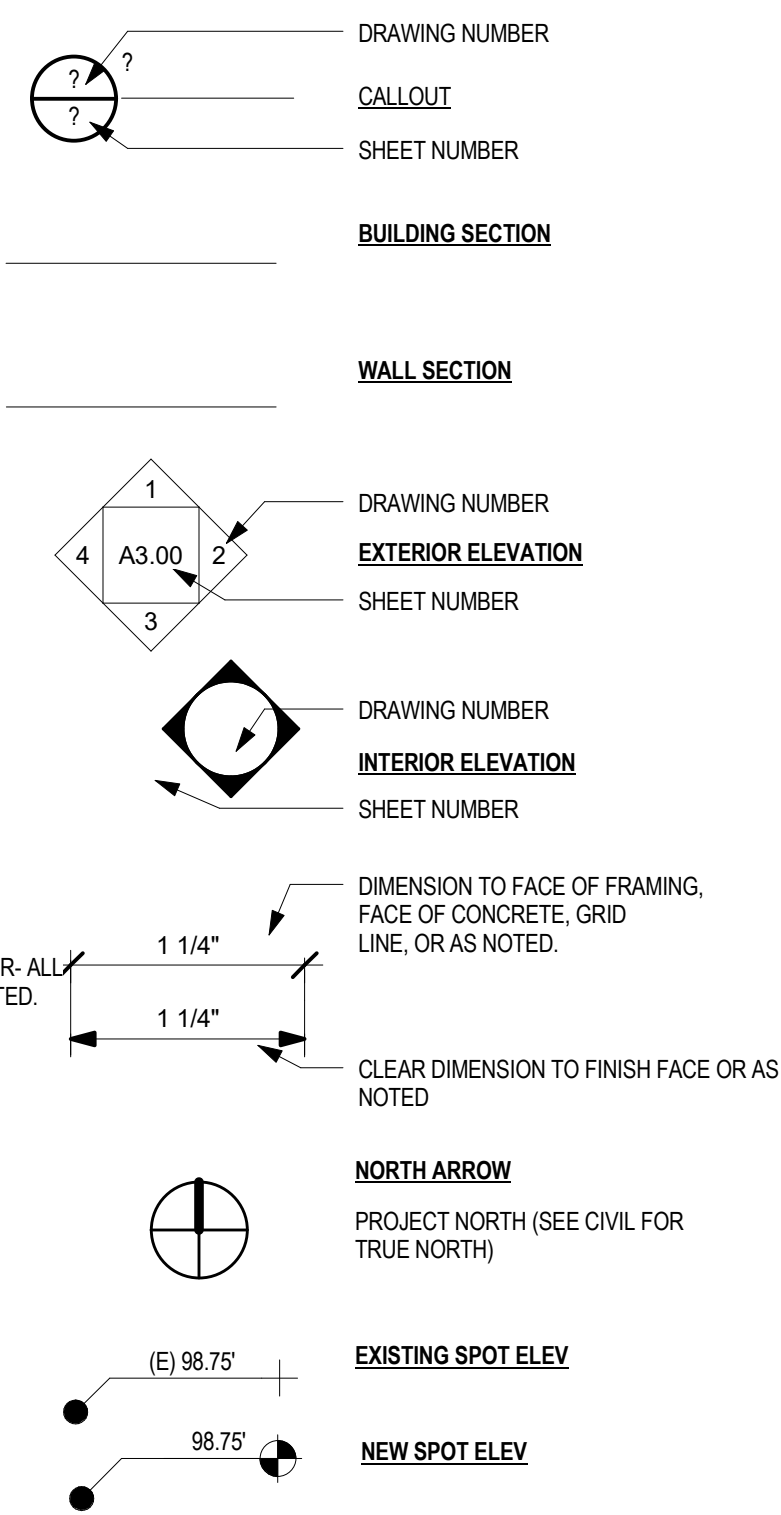 DRAWING NUMBER
?
?
CALLOUT
?
SHEET NUMBER
BUILDING SECTION
WALL SECTION
1
DRAWING NUMBER
4 A3.00 2
EXTERIOR ELEVATION
SHEET NUMBER
3
DRAWING NUMBER
INTERIOR ELEVATION
SHEET NUMBER
DIMENSION TO FACE OF FRAMING,
FACE OF CONCRETE, GRID
LINE, OR AS NOTED.
1 1/4"
R- ALL
TED.
1 1/4"
CLEAR DIMENSION TO FINISH FACE OR AS
NOTED
NORTH ARROW
PROJECT NORTH (SEE CIVIL FOR
TRUE NORTH)
(E) 98.75'
EXISTING SPOT ELEV
98.75'
NEW SPOT ELEV